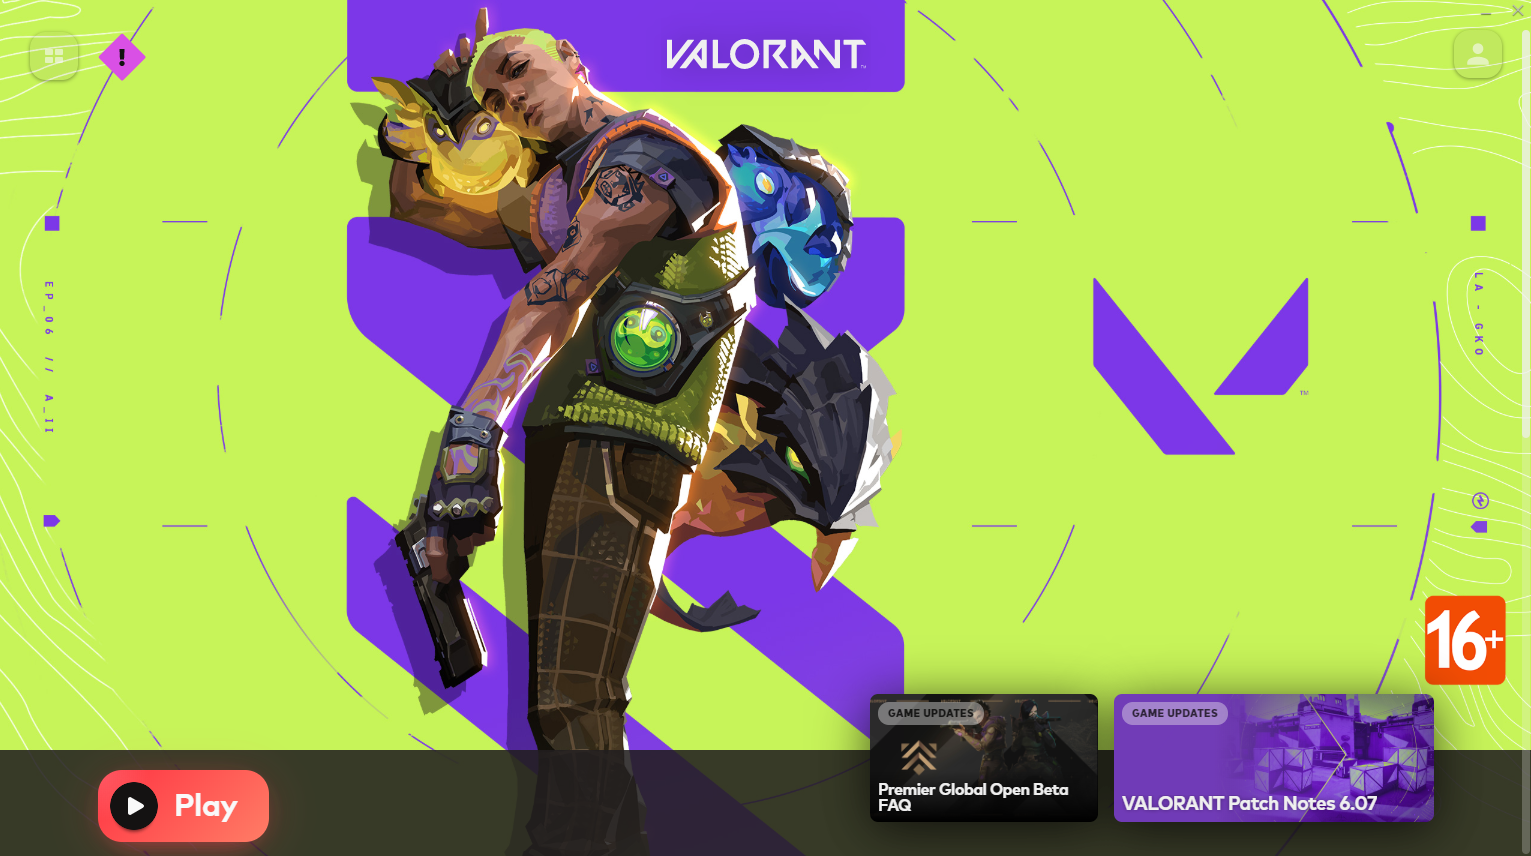 VALORANT
!
EP_06 // A_II
LA - GKO
TM
16+
GAME UPDATES
Premier Global Open Beta
FAQ
GAME UPDATES
VALORANT Patch Notes 6.07
Play